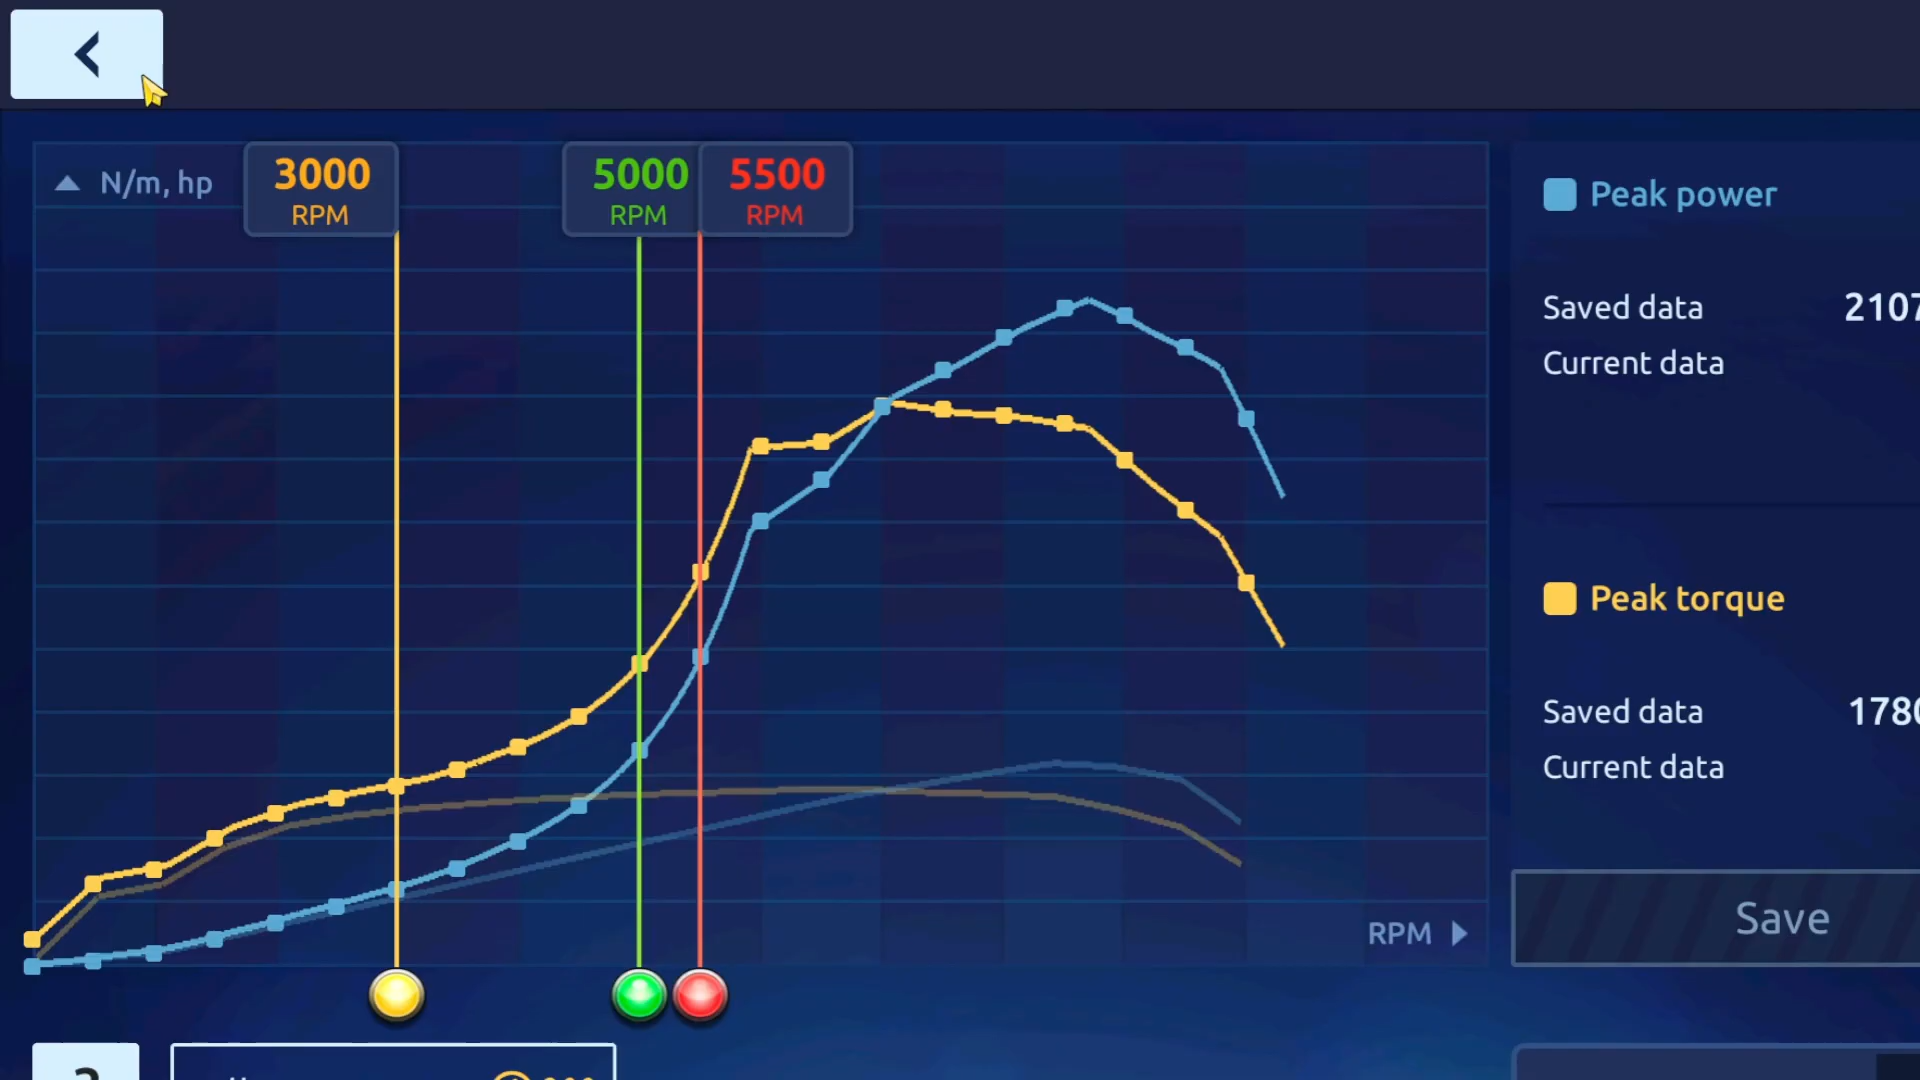 N/m, hp
3000
RPM
5000
RPM
5500
RPM
Peak power
Saved data 2107
Current data
Peak torque
Saved data 1780
Current data
RPM
Save